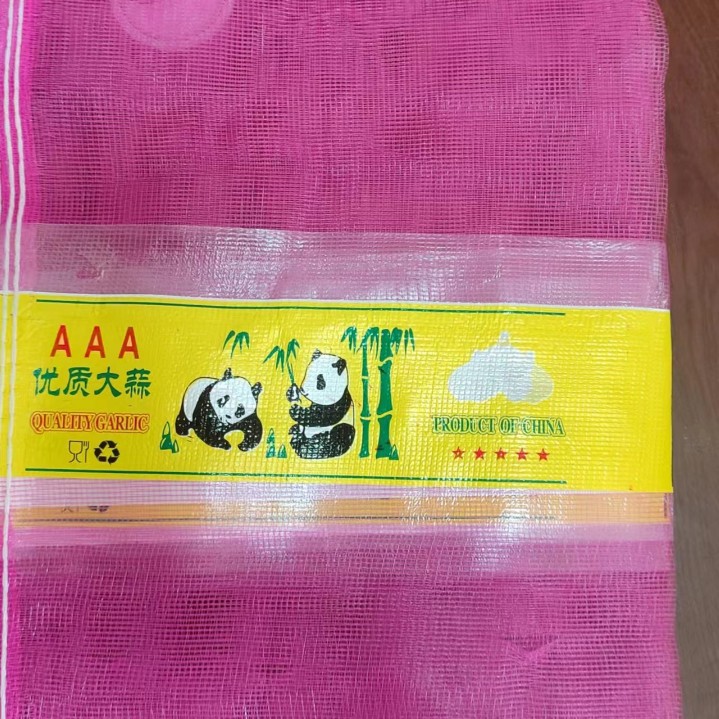 AAA
优质大蒜
QUALITY GARLIC
PRODUCT OF CHINA